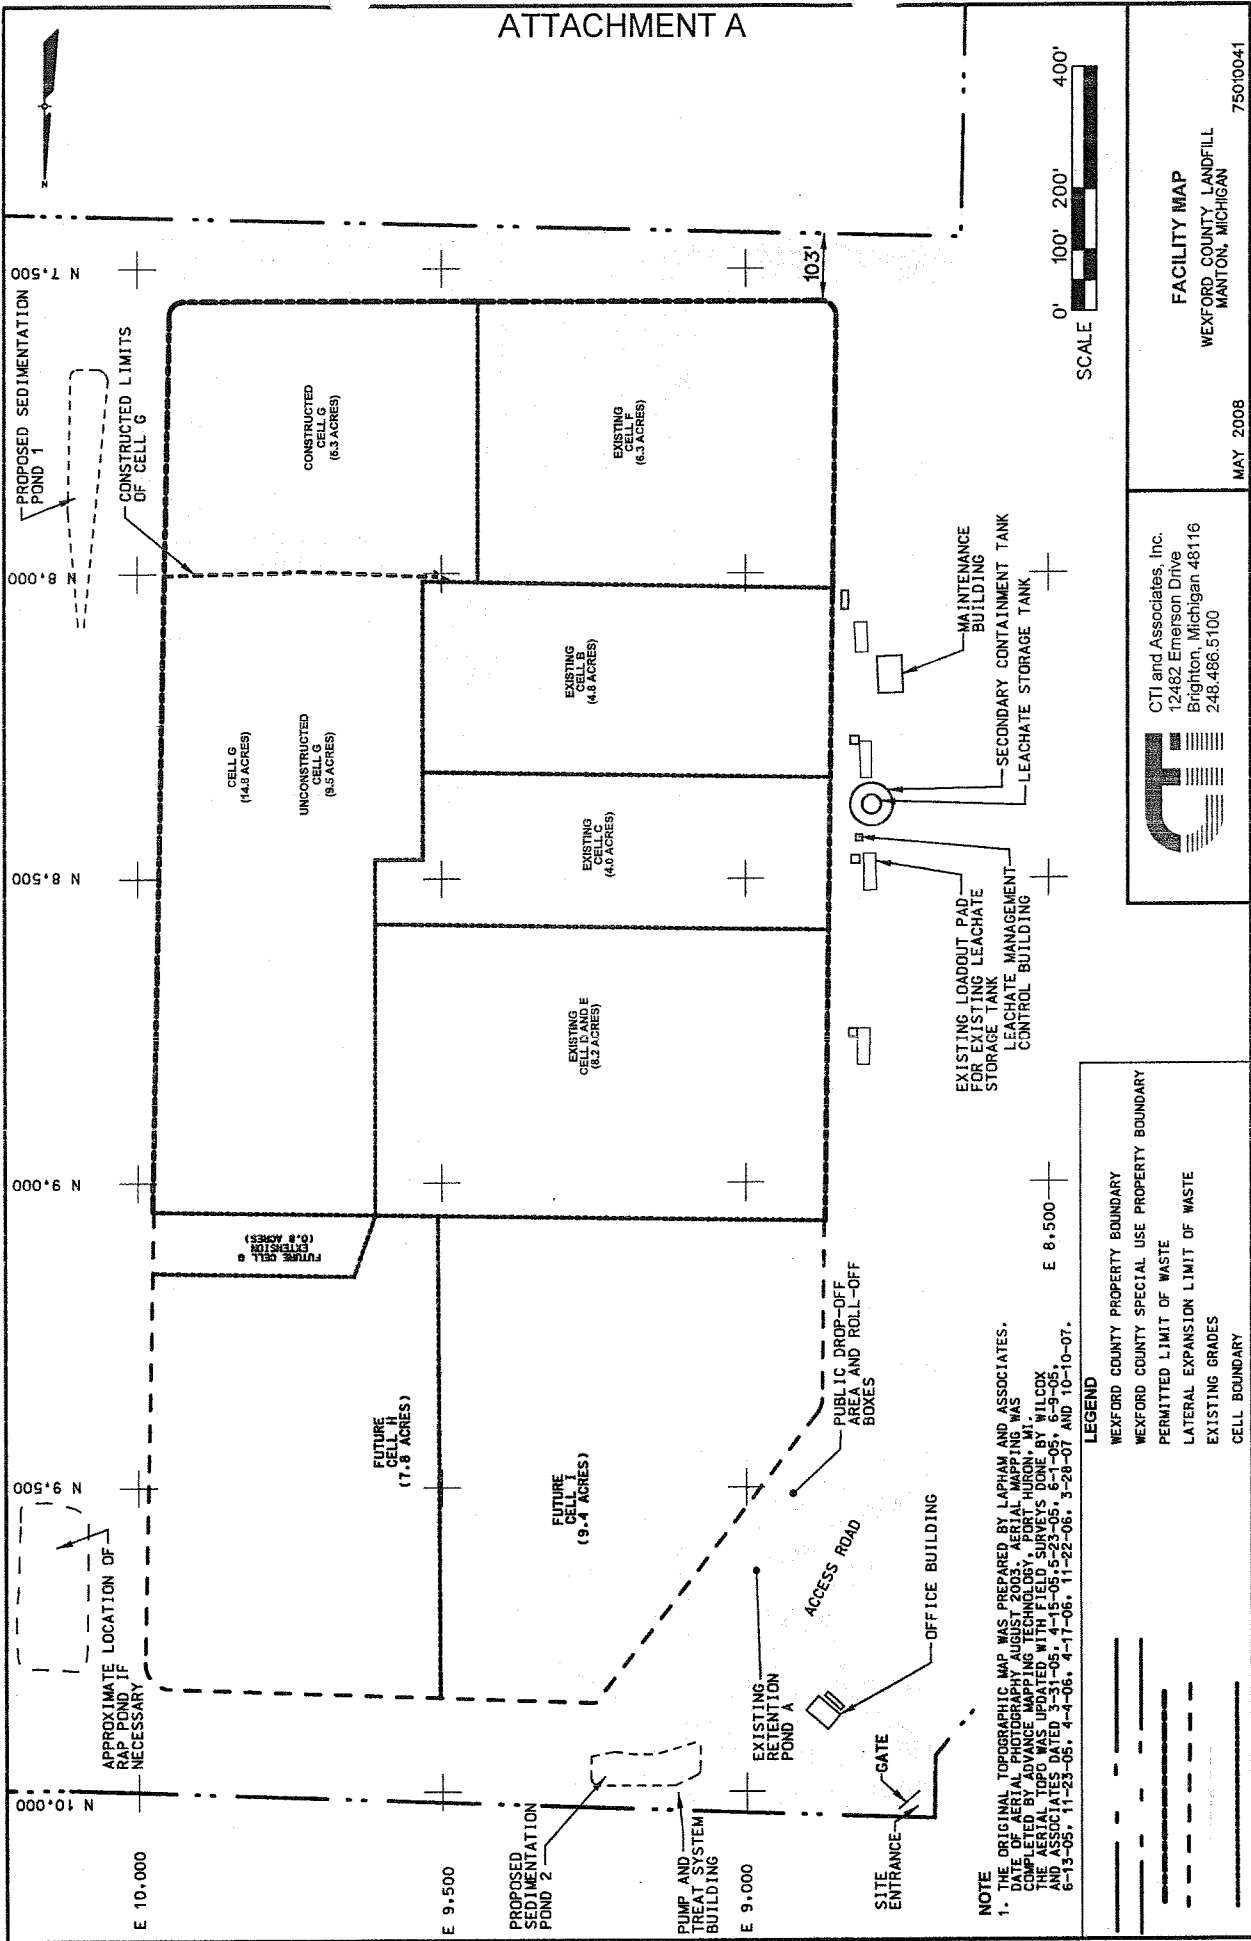 ATTACHMENT A
N
PROPOSED SEDIMENTATION
POND 1
CONSTRUCTED LIMITS
OF CELL G
N 7,500
N 8,000
N 8,500
N 9,000
N 9,500
N 10,000
E 10,000
E 9,500
E 9,000
E 8,500
APPROXIMATE LOCATION OF
RAP POND IF
NECESSARY
CELL G
(14.8 ACRES)
UNCONSTRUCTED
CELL G
(9.5 ACRES)
CONSTRUCTED
CELL G
(5.3 ACRES)
EXISTING
CELL F
(6.3 ACRES)
EXISTING
CELL B
(4.8 ACRES)
EXISTING
CELL C
(4.0 ACRES)
EXISTING
CELL D AND E
(8.2 ACRES)
FUTURE CELL G
EXTENSION
(0.8 ACRES)
FUTURE
CELL H
(7.8 ACRES)
FUTURE
CELL I
(9.4 ACRES)
103'
PROPOSED
SEDIMENTATION
POND 2
PUMP AND
TREAT SYSTEM
BUILDING
EXISTING
RETENTION
POND A
PUBLIC DROP-OFF
AREA AND ROLL-OFF
BOXES
ACCESS ROAD
OFFICE BUILDING
GATE
SITE
ENTRANCE
EXISTING LOADOUT PAD
FOR EXISTING LEACHATE
STORAGE TANK
LEACHATE MANAGEMENT
CONTROL BUILDING
MAINTENANCE
BUILDING
SECONDARY CONTAINMENT TANK
LEACHATE STORAGE TANK
NOTE
1. THE ORIGINAL TOPOGRAPHIC MAP WAS PREPARED BY LAPHAM AND ASSOCIATES.
DATE OF AERIAL PHOTOGRAPHY AUGUST 2003. AERIAL MAPPING WAS
COMPLETED BY ADVANCE MAPPING TECHNOLOGY, PORT HURON, MI.
THE AERIAL TOPO WAS UPDATED WITH FIELD SURVEYS DONE BY WILCOX
AND ASSOCIATES DATED 3-31-05, 4-15-05, 5-23-05, 6-1-05, 6-9-05,
6-13-05, 11-23-05, 4-4-06, 4-17-06, 11-22-06, 3-28-07 AND 10-10-07.
LEGEND
WEXFORD COUNTY PROPERTY BOUNDARY
WEXFORD COUNTY SPECIAL USE PROPERTY BOUNDARY
PERMITTED LIMIT OF WASTE
LATERAL EXPANSION LIMIT OF WASTE
EXISTING GRADES
CELL BOUNDARY
SCALE
0' 100' 200' 400'
CTI
CTI and Associates, Inc.
12482 Emerson Drive
Brighton, Michigan 48116
248.486.5100
FACILITY MAP
WEXFORD COUNTY LANDFILL
MANTON, MICHIGAN
MAY 2008
75010041